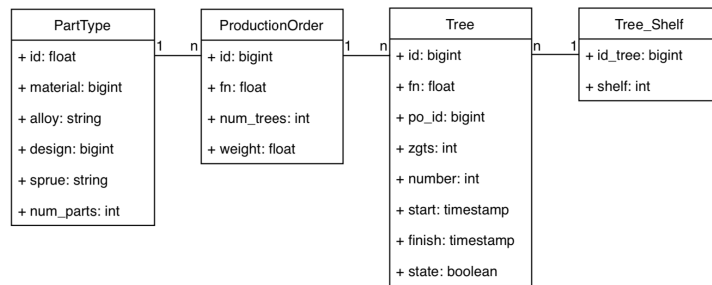 PartType
+ id: float
+ material: bigint
+ alloy: string
+ design: bigint
+ sprue: string
+ num_parts: int
1
n
ProductionOrder
+ id: bigint
+ fn: float
+ num_trees: int
+ weight: float
1
n
Tree
+ id: bigint
+ fn: float
+ po_id: bigint
+ zgts: int
+ number: int
+ start: timestamp
+ finish: timestamp
+ state: boolean
n
1
Tree_Shelf
+ id_tree: bigint
+ shelf: int